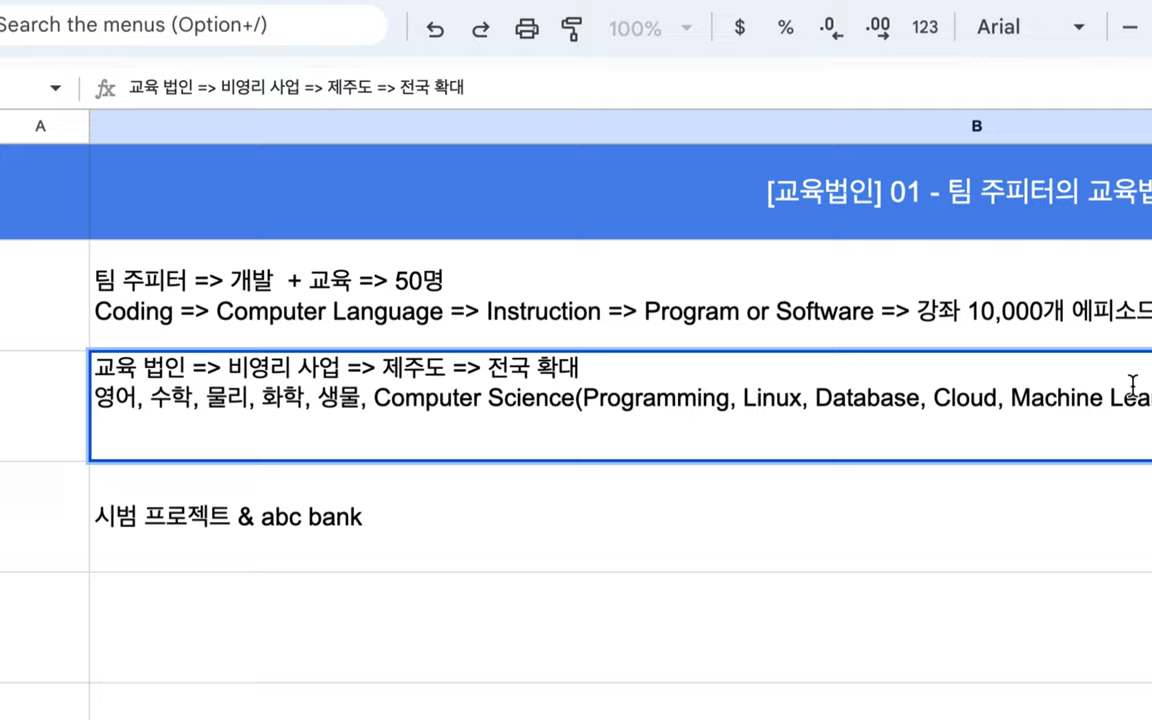 Search the menus (Option+/)
100%
$ % .0 .00 123
Arial
fx 교육 법인 => 비영리 사업 => 제주도 => 전국 확대
A
B
[교육법인] 01 - 팀 주피터의
팀 주피터 => 개발 + 교육 => 50명
Coding => Computer Language => Instruction => Program or Software => 강좌 10,000개 에피소드
교육 법인 => 비영리 사업 => 제주도 => 전국 확대
영어, 수학, 물리, 화학, 생물, Computer Science(Programming, Linux, Database, Cloud, Machine
시범 프로젝트 & abc bank